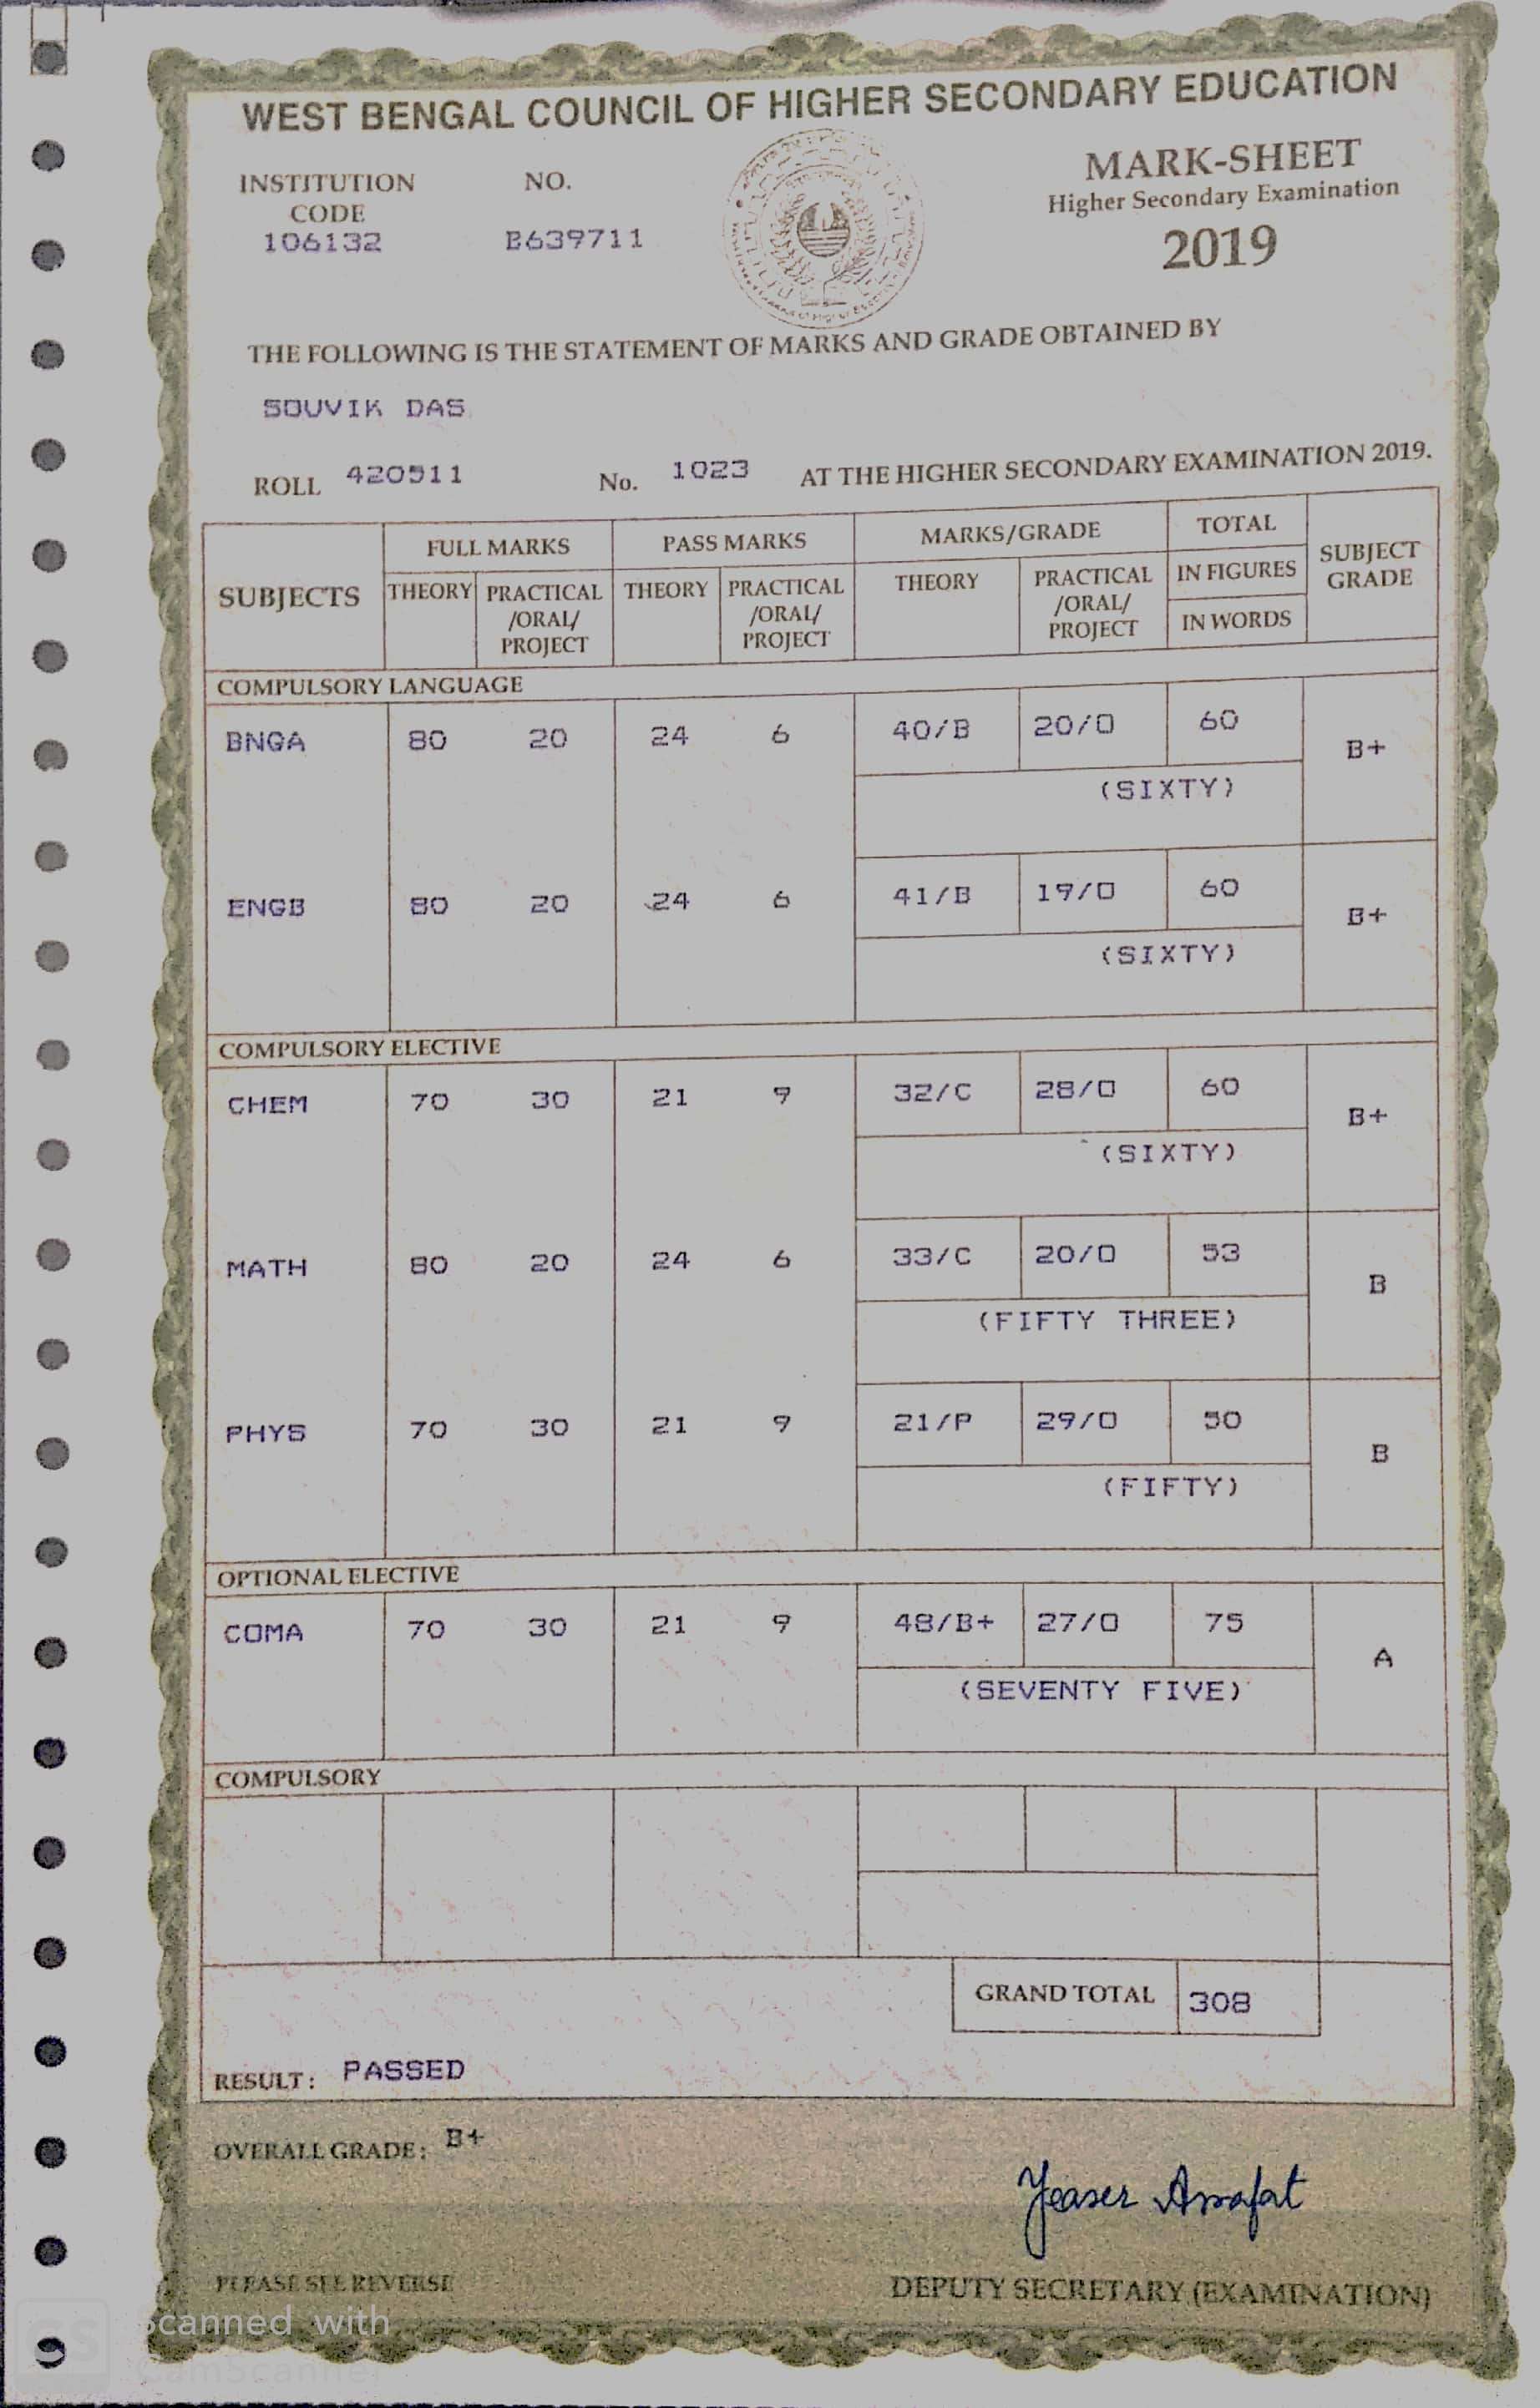 WEST BENGAL COUNCIL OF HIGHER SECONDARY EDUCATION
INSTITUTION CODE
106132
NO.
B639711
MARK-SHEET
Higher Secondary Examination
2019
THE FOLLOWING IS THE STATEMENT OF MARKS AND GRADE OBTAINED BY
SOUVIK DAS
ROLL 420511 No. 1023 AT THE HIGHER SECONDARY EXAMINATION 2019.
SUBJECTS FULL MARKS PASS MARKS MARKS/GRADE TOTAL SUBJECT GRADE
THEORY PRACTICAL /ORAL/ PROJECT THEORY PRACTICAL /ORAL/ PROJECT THEORY PRACTICAL /ORAL/ PROJECT IN FIGURES
IN WORDS
COMPULSORY LANGUAGE
BNGA 80 20 24 6 40/B 20/O 60 B+
(SIXTY)
ENGB 80 20 24 6 41/B 19/O 60 B+
(SIXTY)
COMPULSORY ELECTIVE
CHEM 70 30 21 9 32/C 28/O 60 B+
(SIXTY)
MATH 80 20 24 6 33/C 20/O 53 B
(FIFTY THREE)
PHYS 70 30 21 9 21/P 29/O 50 B
(FIFTY)
OPTIONAL ELECTIVE
COMA 70 30 21 9 48/B+ 27/O 75 A
(SEVENTY FIVE)
COMPULSORY
GRAND TOTAL 308
RESULT: PASSED
OVERALL GRADE: B+
Yeaser Arrafat
PLEASE SEE REVERSE
DEPUTY SECRETARY (EXAMINATION)
CS
Scanned with
CamScanner